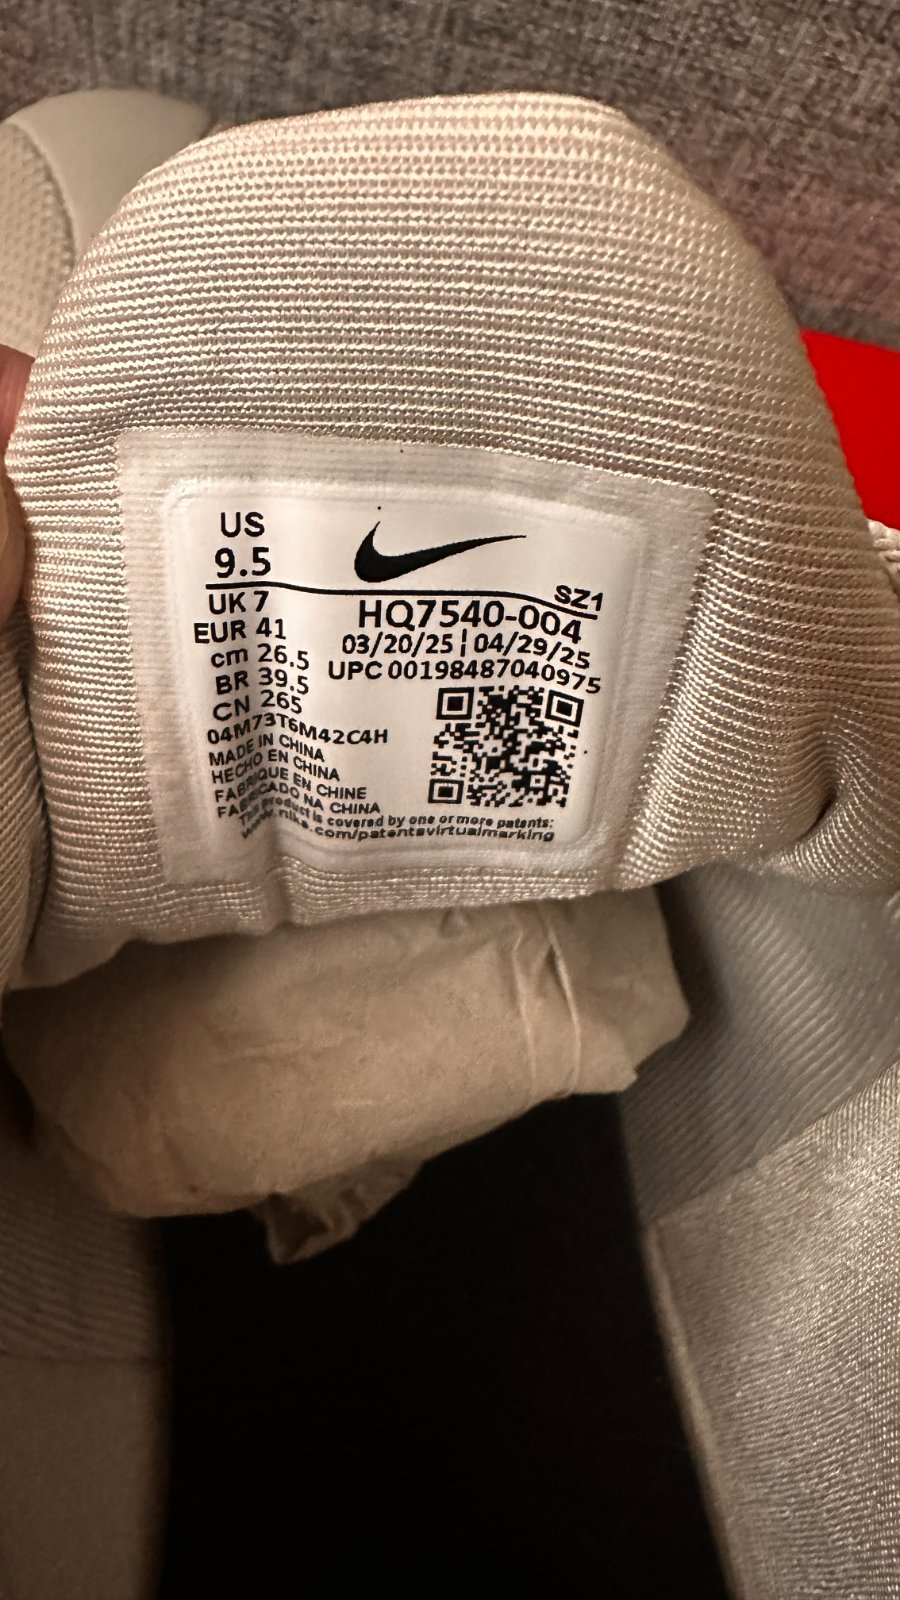 US
9.5
SZ1
UK 7
HQ7540-004
EUR 41
03/20/25 | 04/29/25
cm 26.5
UPC 00198487040975
BR 39.5
CN 265
04M73T6M42C4H
MADE IN CHINA
HECHO EN CHINA
FABRIQUE EN CHINE
FABRICADO NA CHINA
This product is covered by one or more patents:
www.nike.com/patentsvirtualmarking